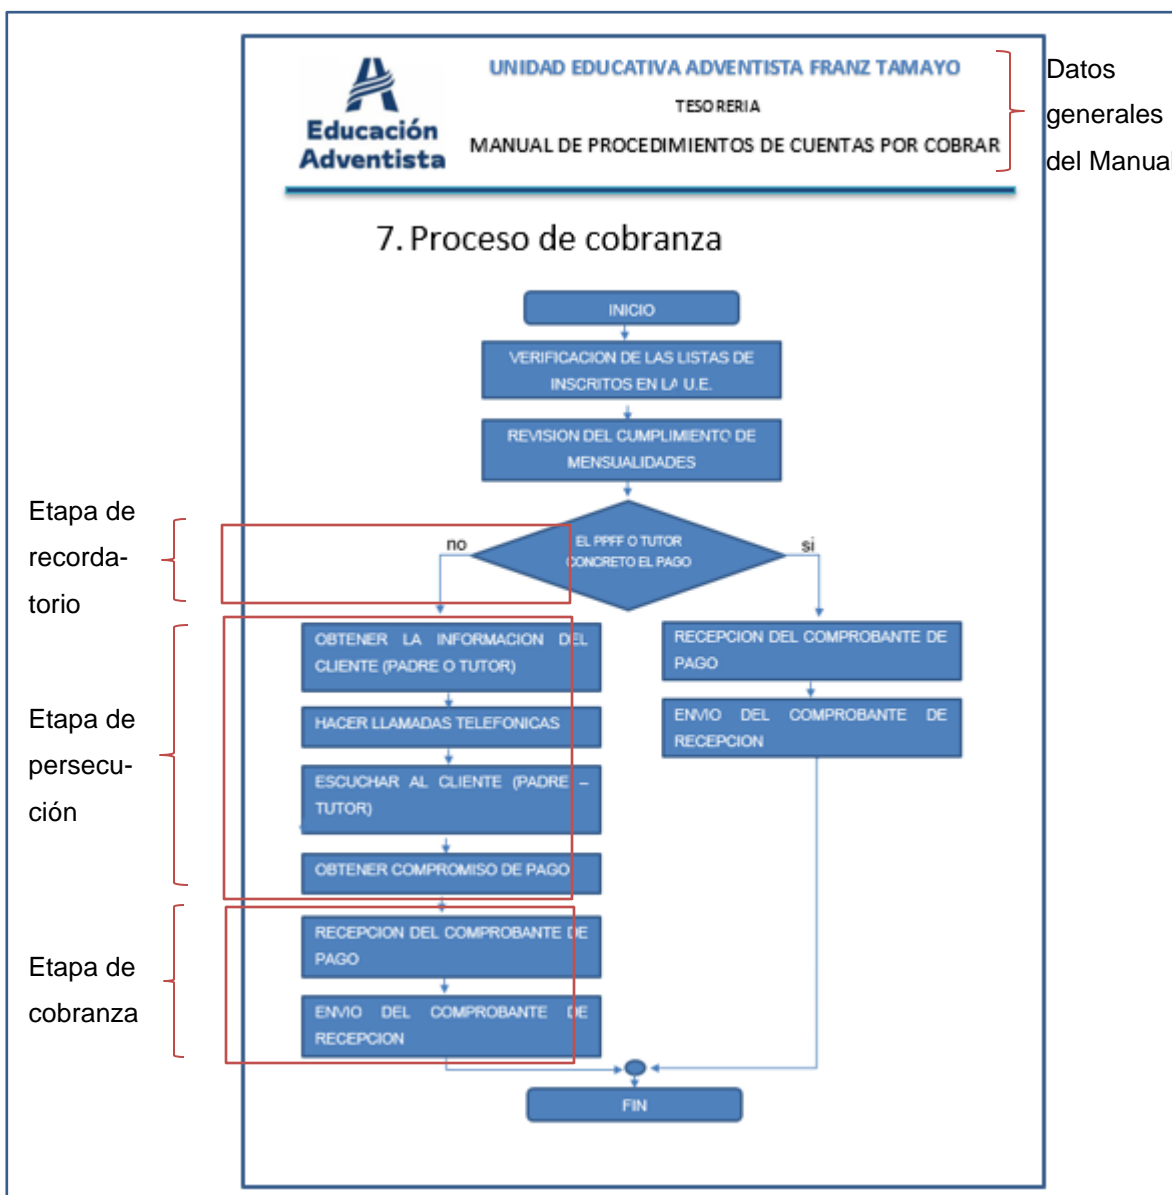 Educación
Adventista
UNIDAD EDUCATIVA ADVENTISTA FRANZ TAMAYO
TESORERIA
MANUAL DE PROCEDIMIENTOS DE CUENTAS POR COBRAR
Datos
generales
del Manual
7. Proceso de cobranza
INICIO
VERIFICACION DE LAS LISTAS DE
INSCRITOS EN LA U.E.
REVISION DEL CUMPLIMIENTO DE
MENSUALIDADES
EL PPFF O TUTOR
CONCRETO EL PAGO
no
si
Etapa de
recorda-
torio
OBTENER LA INFORMACION DEL
CLIENTE (PADRE O TUTOR)
HACER LLAMADAS TELEFONICAS
ESCUCHAR AL CLIENTE (PADRE –
TUTOR)
OBTENER COMPROMISO DE PAGO
Etapa de
persecu-
ción
RECEPCION DEL COMPROBANTE DE
PAGO
ENVIO DEL COMPROBANTE DE
RECEPCION
RECEPCION DEL COMPROBANTE DE
PAGO
ENVIO DEL COMPROBANTE DE
RECEPCION
Etapa de
cobranza
FIN